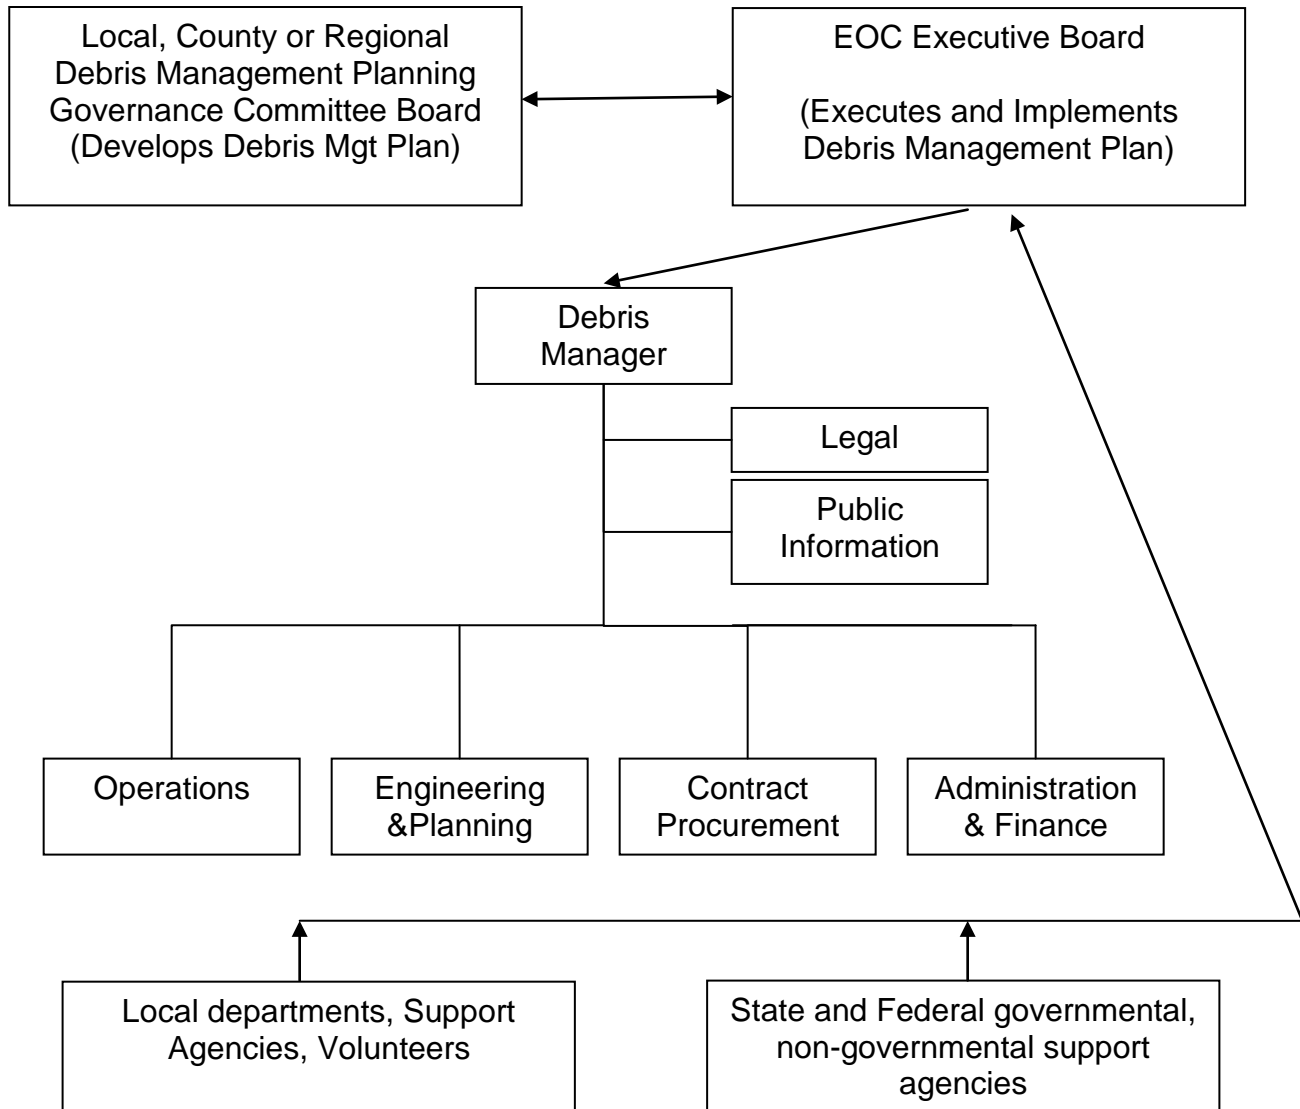 Local, County or Regional
Debris Management Planning
Governance Committee Board
(Develops Debris Mgt Plan)
EOC Executive Board
(Executes and Implements
Debris Management Plan)
Debris
Manager
Legal
Public
Information
Operations
Engineering
&Planning
Contract
Procurement
Administration
& Finance
Local departments, Support
Agencies, Volunteers
State and Federal governmental,
non-governmental support
agencies